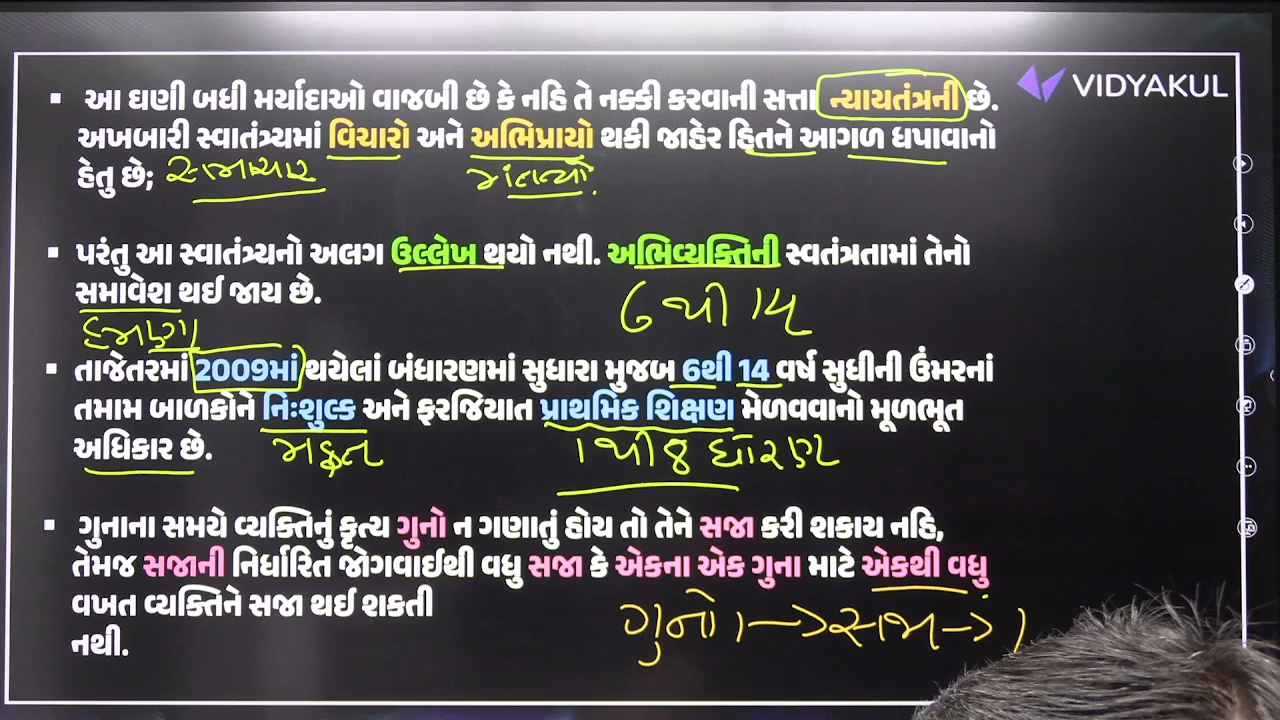 VIDYAKUL
▪ આ ઘણી બધી મર્યાદાઓ વાજબી છે કે નહિ તે નક્કી કરવાની સત્તા ન્યાયતંત્રની છે.
અખબારી સ્વાતંત્ર્યમાં વિચારો અને અભિપ્રાયો થકી જાહેર હિતને આગળ ધપાવાનો
હેતુ છે; સમાચાર મંતવ્યો.
▪ પરંતુ આ સ્વાતંત્ર્યનો અલગ ઉલ્લેખ થયો નથી. અભિવ્યક્તિની સ્વતંત્રતામાં તેનો
સમાવેશ થઈ જાય છે.
6 થી 14
હમણા
▪ તાજેતરમાં 2009માં થયેલાં બંધારણમાં સુધારા મુજબ 6થી 14 વર્ષ સુધીની ઉંમરનાં
તમામ બાળકોને નિઃશુલ્ક અને ફરજિયાત પ્રાથમિક શિક્ષણ મેળવવાનો મૂળભૂત
અધિકાર છે. મફત 1 થી 8 ધોરણ
▪ ગુનાના સમયે વ્યક્તિનું કૃત્ય ગુનો ન ગણાતું હોય તો તેને સજા કરી શકાય નહિ,
તેમજ સજાની નિર્ધારિત જોગવાઈથી વધુ સજા કે એકના એક ગુના માટે એકથી વધુ
વખત વ્યક્તિને સજા થઈ શકતી
ગુનો 1 -> સજા -> 1
નથી.